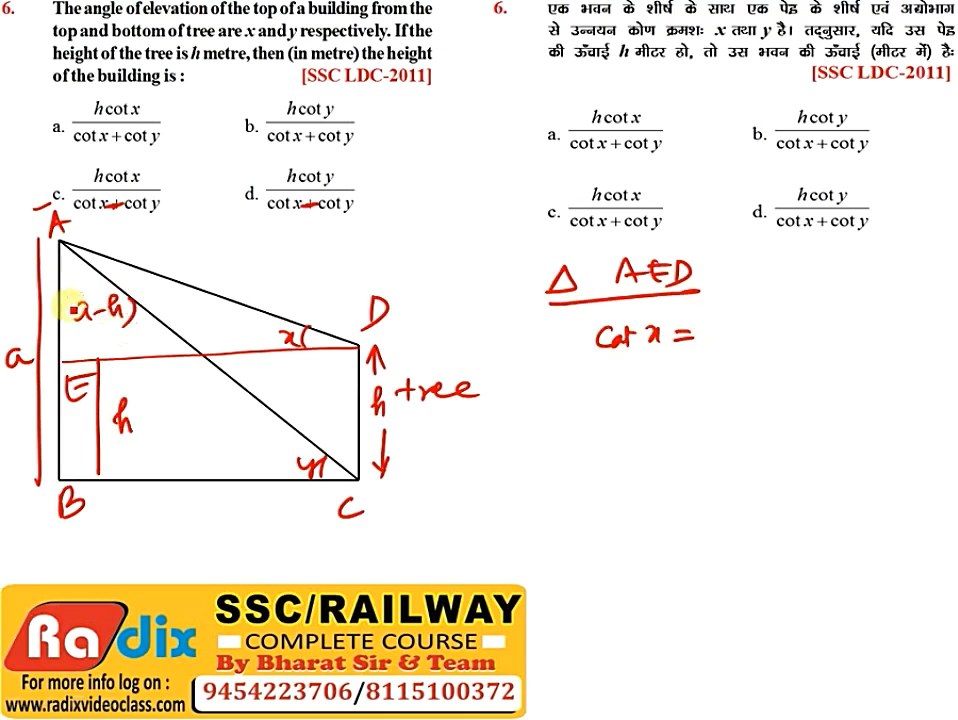 6. The angle of elevation of the top of a building from the
top and bottom of tree are x and y respectively. If the
height of the tree is h metre, then (in metre) the height
of the building is : [SSC LDC-2011]
a. h cot x / cot x + cot y b. h cot y / cot x + cot y
c. h cot x / cot x + cot y d. h cot y / cot x + cot y
6. एक भवन के शीर्ष के साथ एक पेड़ के शीर्ष एवं अग्रोभाग
से उन्नयन कोण क्रमशः x तथा y है। तद्नुसार, यदि उस पेड़
की ऊँचाई h मीटर हो, तो उस भवन की ऊँचाई (मीटर में) है:
[SSC LDC-2011]
a. h cot x / cot x + cot y b. h cot y / cot x + cot y
c. h cot x / cot x + cot y d. h cot y / cot x + cot y
A
a-h)
x
D
a
E
h
h tree
y
B
C
Δ AED
Cot x =
Radix
For more info log on :
www.radixvideoclass.com
SSC/RAILWAY
COMPLETE COURSE
By Bharat Sir & Team
9454223706/8115100372